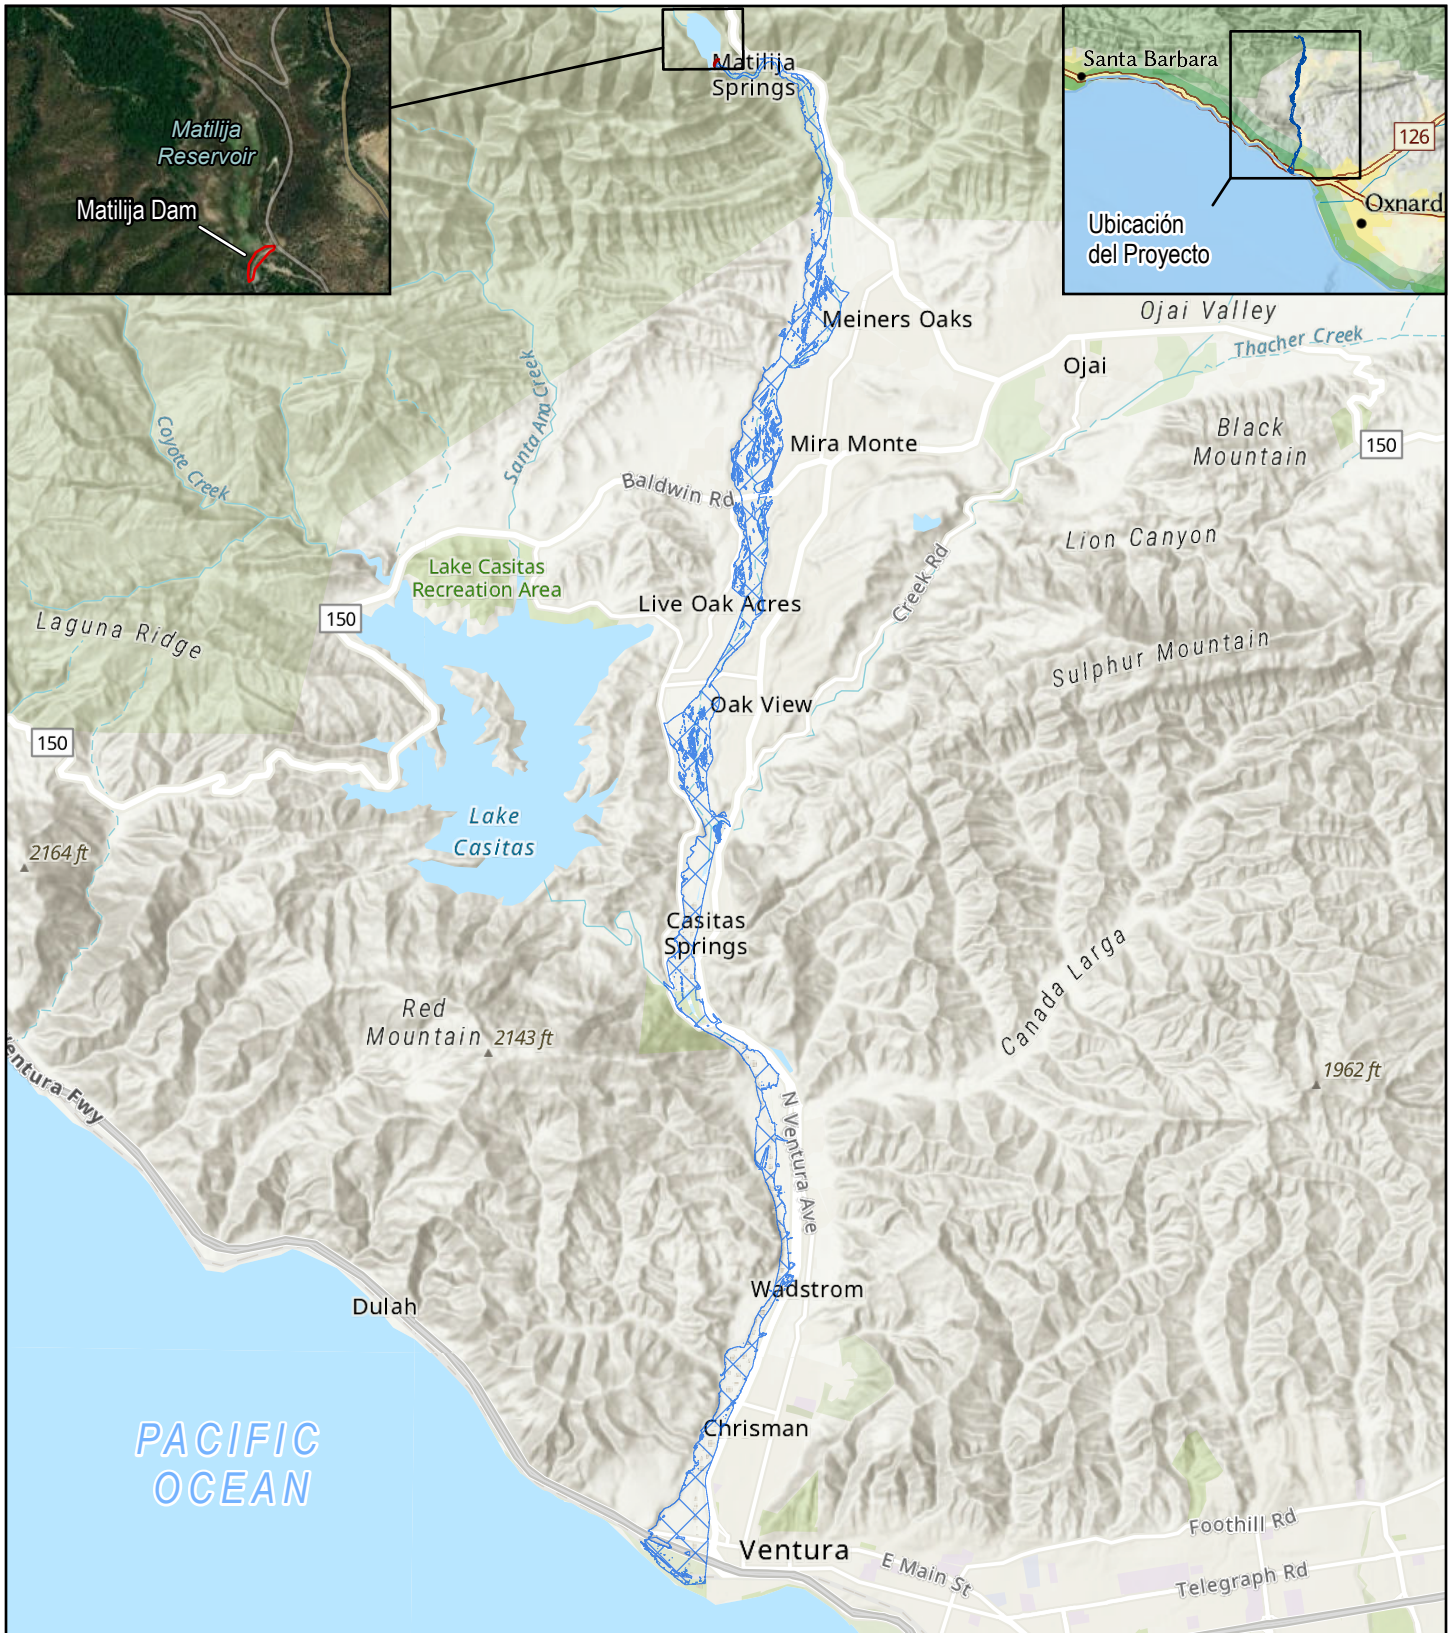 Matilija
Reservoir
Matilija Dam
Matilija
Springs
Santa Barbara
126
Oxnard
Ubicación
del Proyecto
Meiners Oaks
Ojai Valley
Thacher Creek
Ojai
Santa Ana Creek
Coyote Creek
Mira Monte
Black
Mountain
150
Baldwin Rd
Lion Canyon
Lake Casitas
Recreation Area
Creek Rd
Live Oak Acres
150
Laguna Ridge
Sulphur Mountain
Oak View
150
Lake
Casitas
2164 ft
Casitas
Springs
Canada Larga
Red
Mountain
2143 ft
1962 ft
entura Fwy
N Ventura Ave
Wadstrom
Dulah
Chrisman
PACIFIC
OCEAN
Ventura
Foothill Rd
E Main St
Telegraph Rd